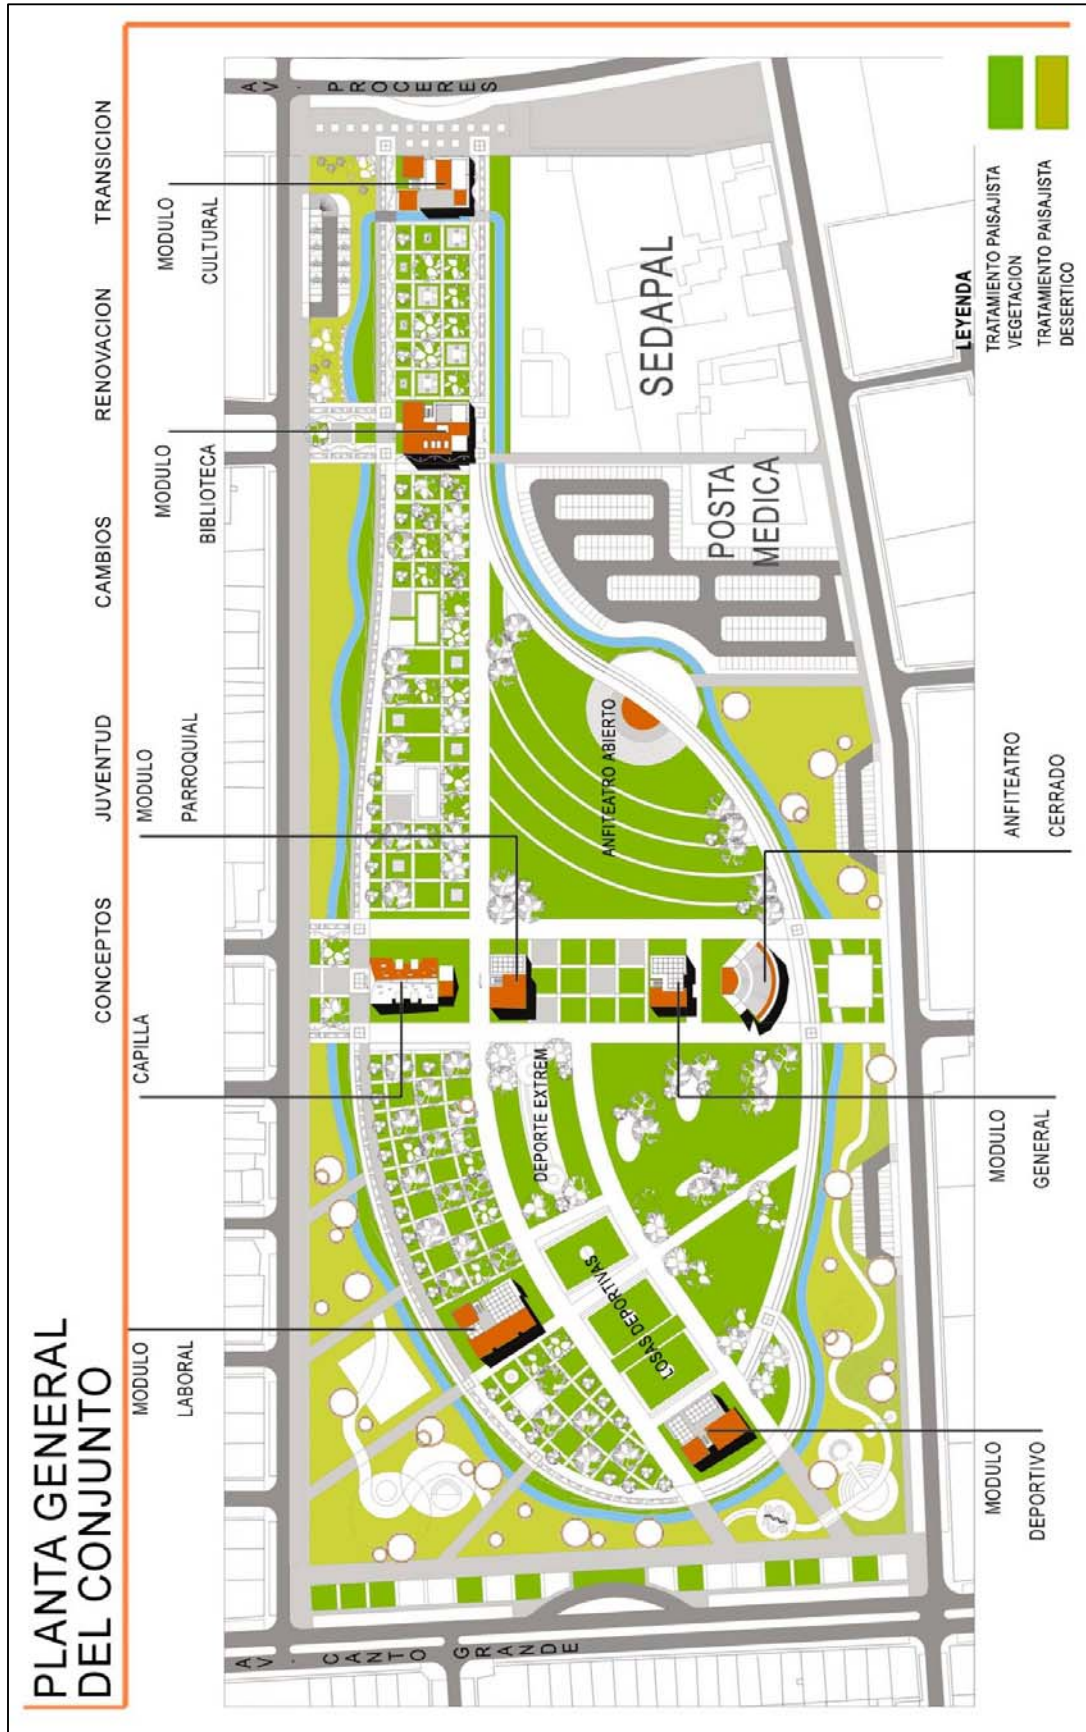 PLANTA GENERAL
DEL CONJUNTO
CONCEPTOS
JUVENTUD
CAMBIOS
RENOVACION
TRANSICION
MODULO
LABORAL
CAPILLA
MODULO
PARROQUIAL
MODULO
BIBLIOTECA
MODULO
CULTURAL
AV. CANTO GRANDE
AV. PROCERES
DEPORTE EXTREM
LOSAS DEPORTIVAS
ANFITEATRO ABIERTO
SEDAPAL
POSTA
MEDICA
MODULO
DEPORTIVO
MODULO
GENERAL
ANFITEATRO
CERRADO
LEYENDA
TRATAMIENTO PAISAJISTA
VEGETACION
TRATAMIENTO PAISAJISTA
DESERTICO